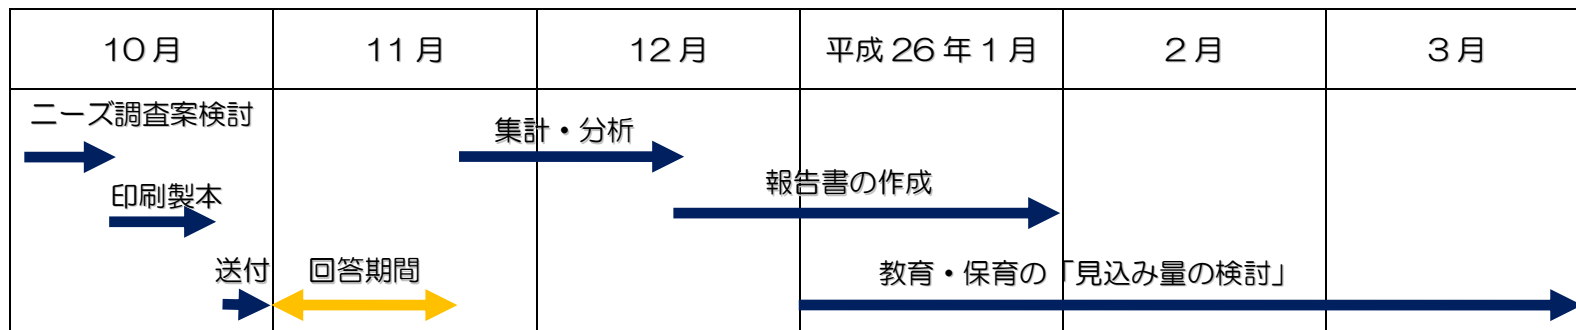 10月 11月 12月 平成26年1月 2月 3月
ニーズ調査案検討
集計・分析
報告書の作成
印刷製本
送付 回答期間
教育・保育の「見込み量の検討」